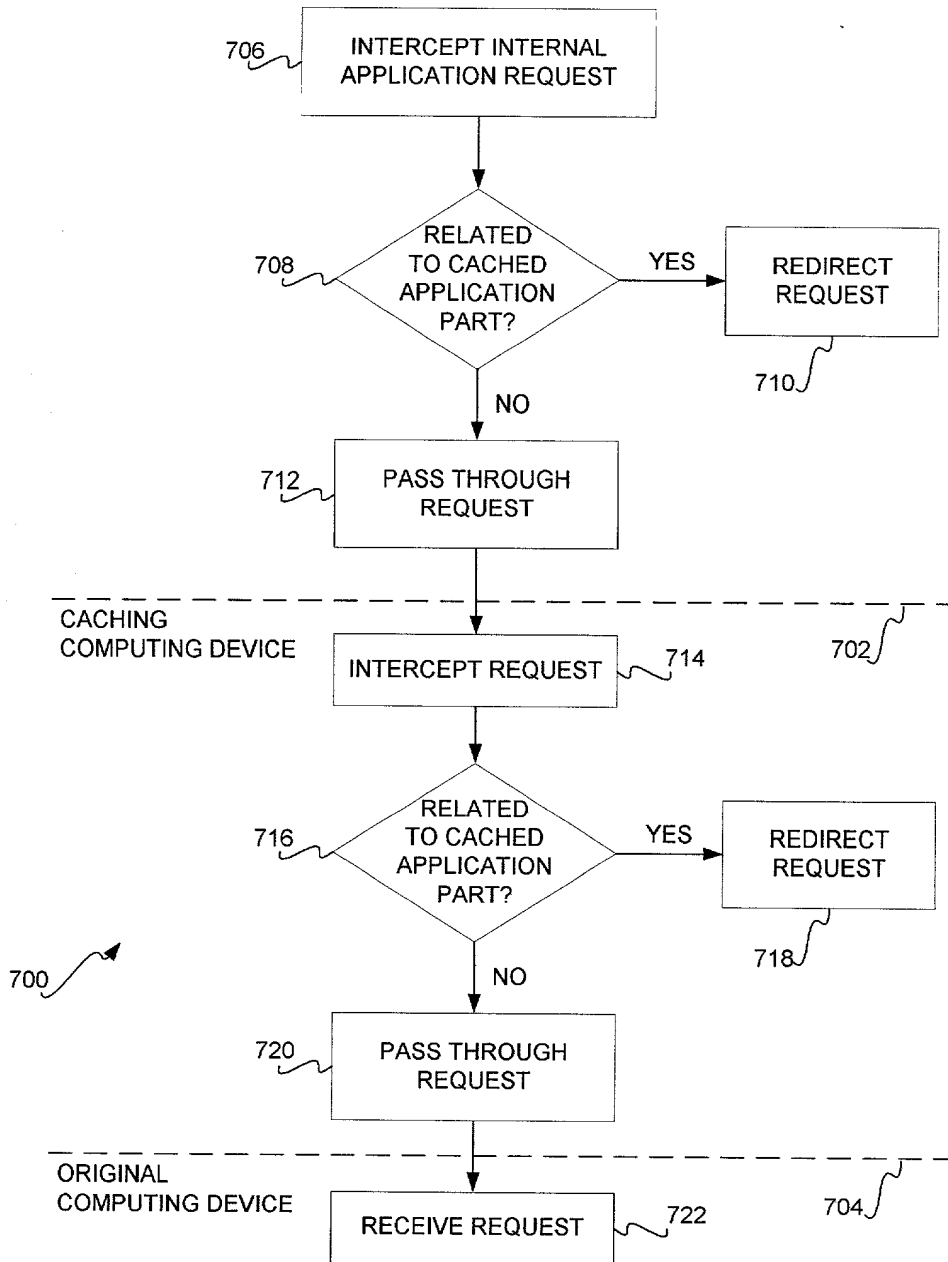 706
INTERCEPT INTERNAL
APPLICATION REQUEST
708
RELATED
TO CACHED
APPLICATION
PART?
YES
REDIRECT
REQUEST
710
NO
712
PASS THROUGH
REQUEST
CACHING
COMPUTING DEVICE
702
INTERCEPT REQUEST
714
716
RELATED
TO CACHED
APPLICATION
PART?
YES
REDIRECT
REQUEST
718
700
NO
720
PASS THROUGH
REQUEST
ORIGINAL
COMPUTING DEVICE
704
RECEIVE REQUEST
722